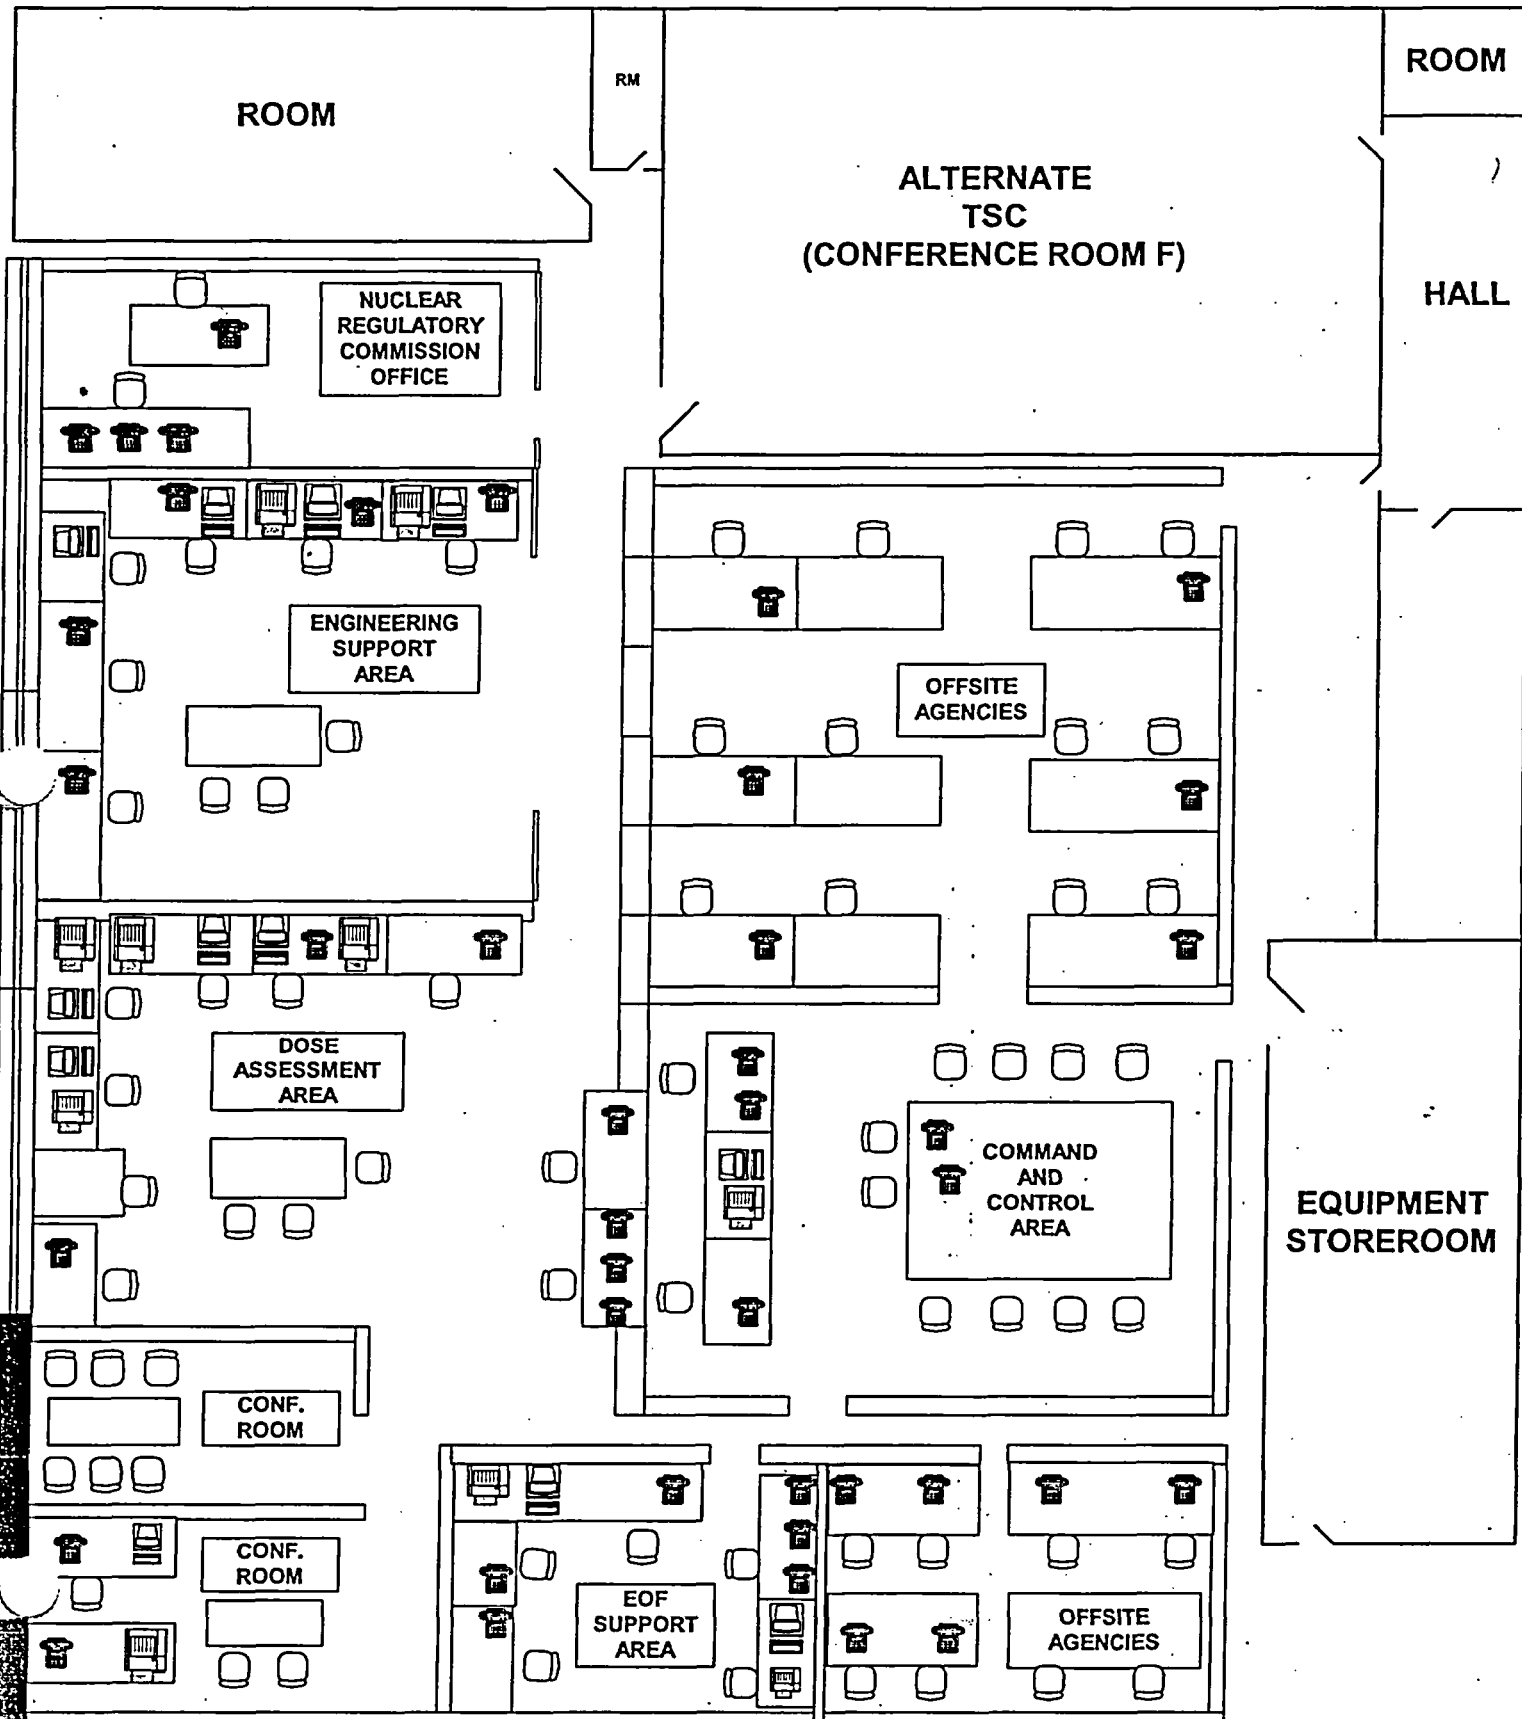 ROOM
RM
ROOM
ALTERNATE
TSC
(CONFERENCE ROOM F)
HALL
NUCLEAR
REGULATORY
COMMISSION
OFFICE
ENGINEERING
SUPPORT
AREA
OFFSITE
AGENCIES
DOSE
ASSESSMENT
AREA
COMMAND
AND
CONTROL
AREA
EQUIPMENT
STOREROOM
CONF.
ROOM
CONF.
ROOM
EOF
SUPPORT
AREA
OFFSITE
AGENCIES